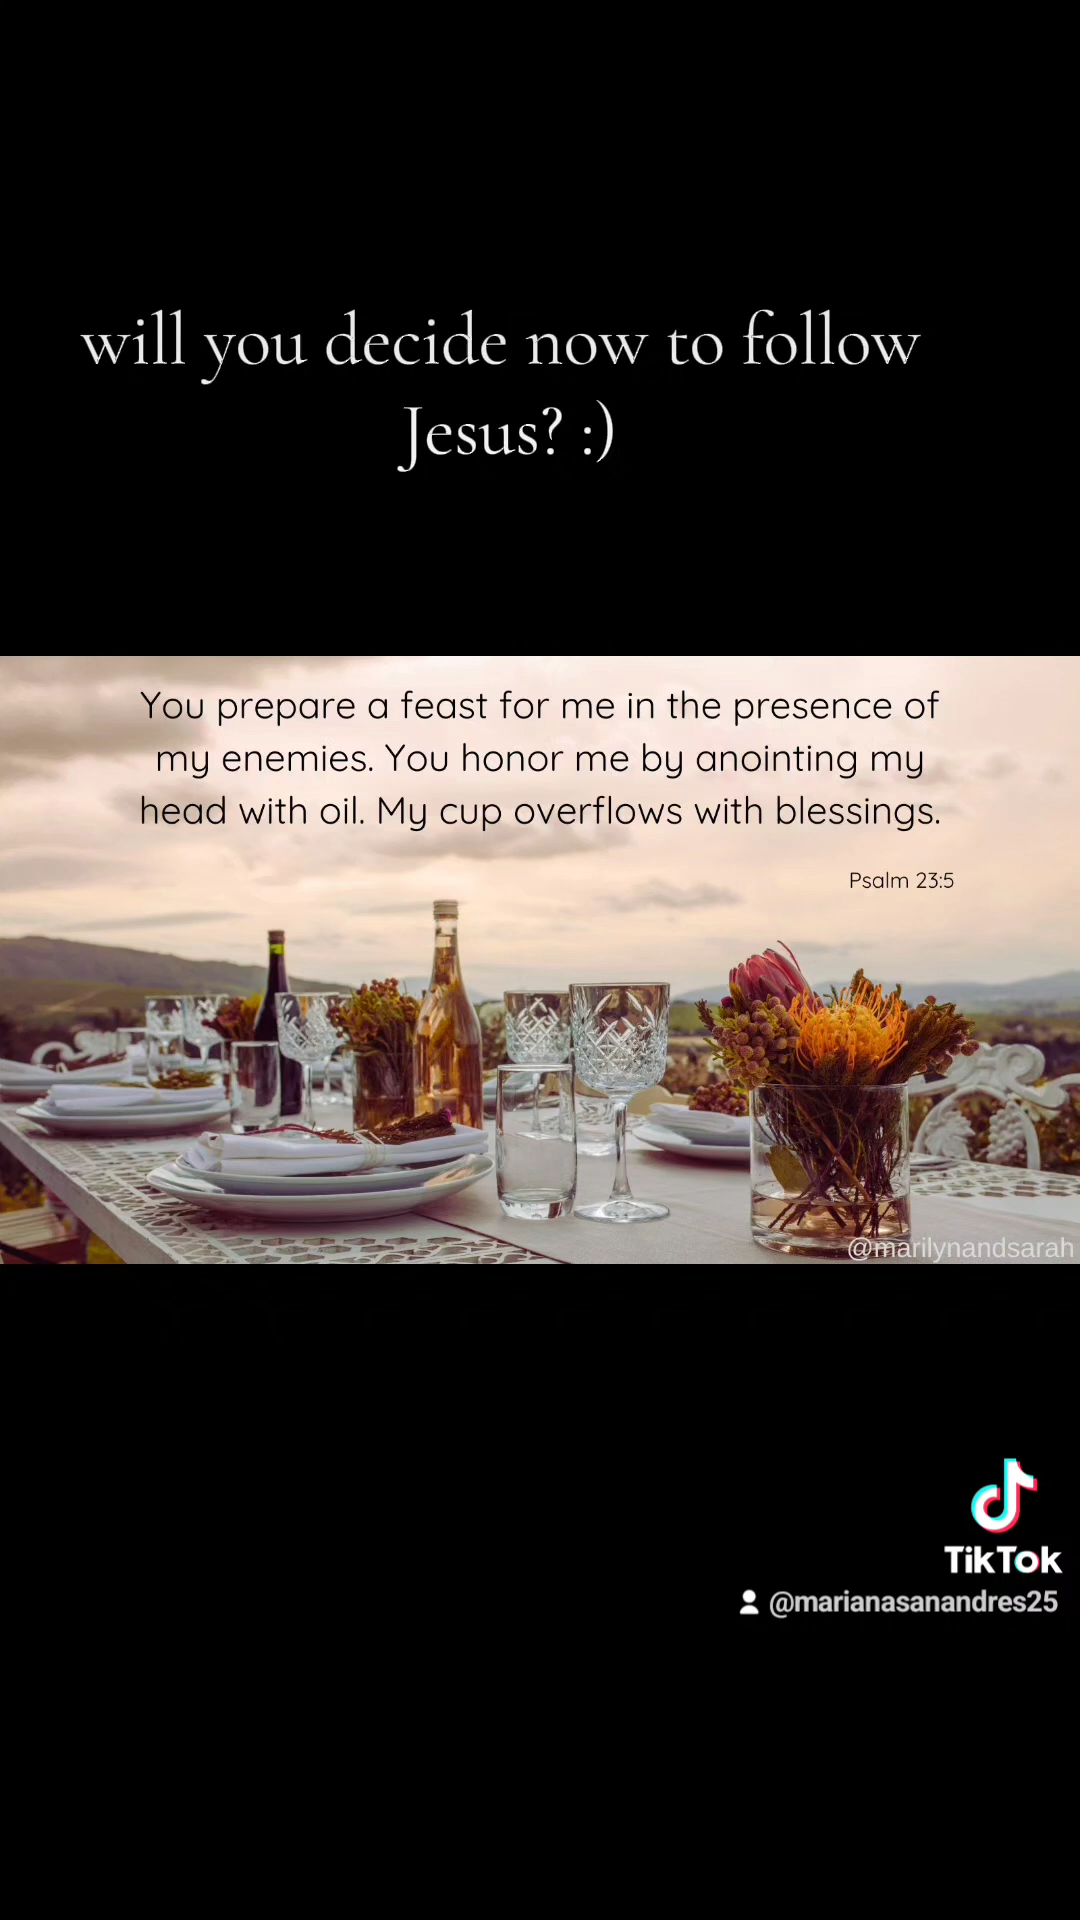 will you decide now to follow
Jesus? :)
You prepare a feast for me in the presence of
my enemies. You honor me by anointing my
head with oil. My cup overflows with blessings.
Psalm 23:5
@marilynandsarah
TikTok
@marianasanandres25